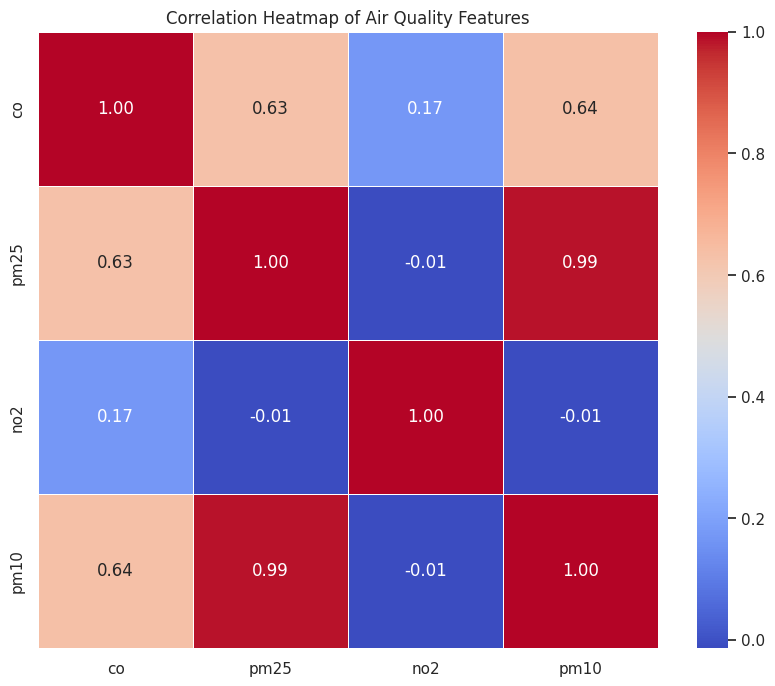 Correlation Heatmap of Air Quality Features
co 1.00 0.63 0.17 0.64
pm25 0.63 1.00 -0.01 0.99
no2 0.17 -0.01 1.00 -0.01
pm10 0.64 0.99 -0.01 1.00
co pm25 no2 pm10
1.0
0.8
0.6
0.4
0.2
0.0